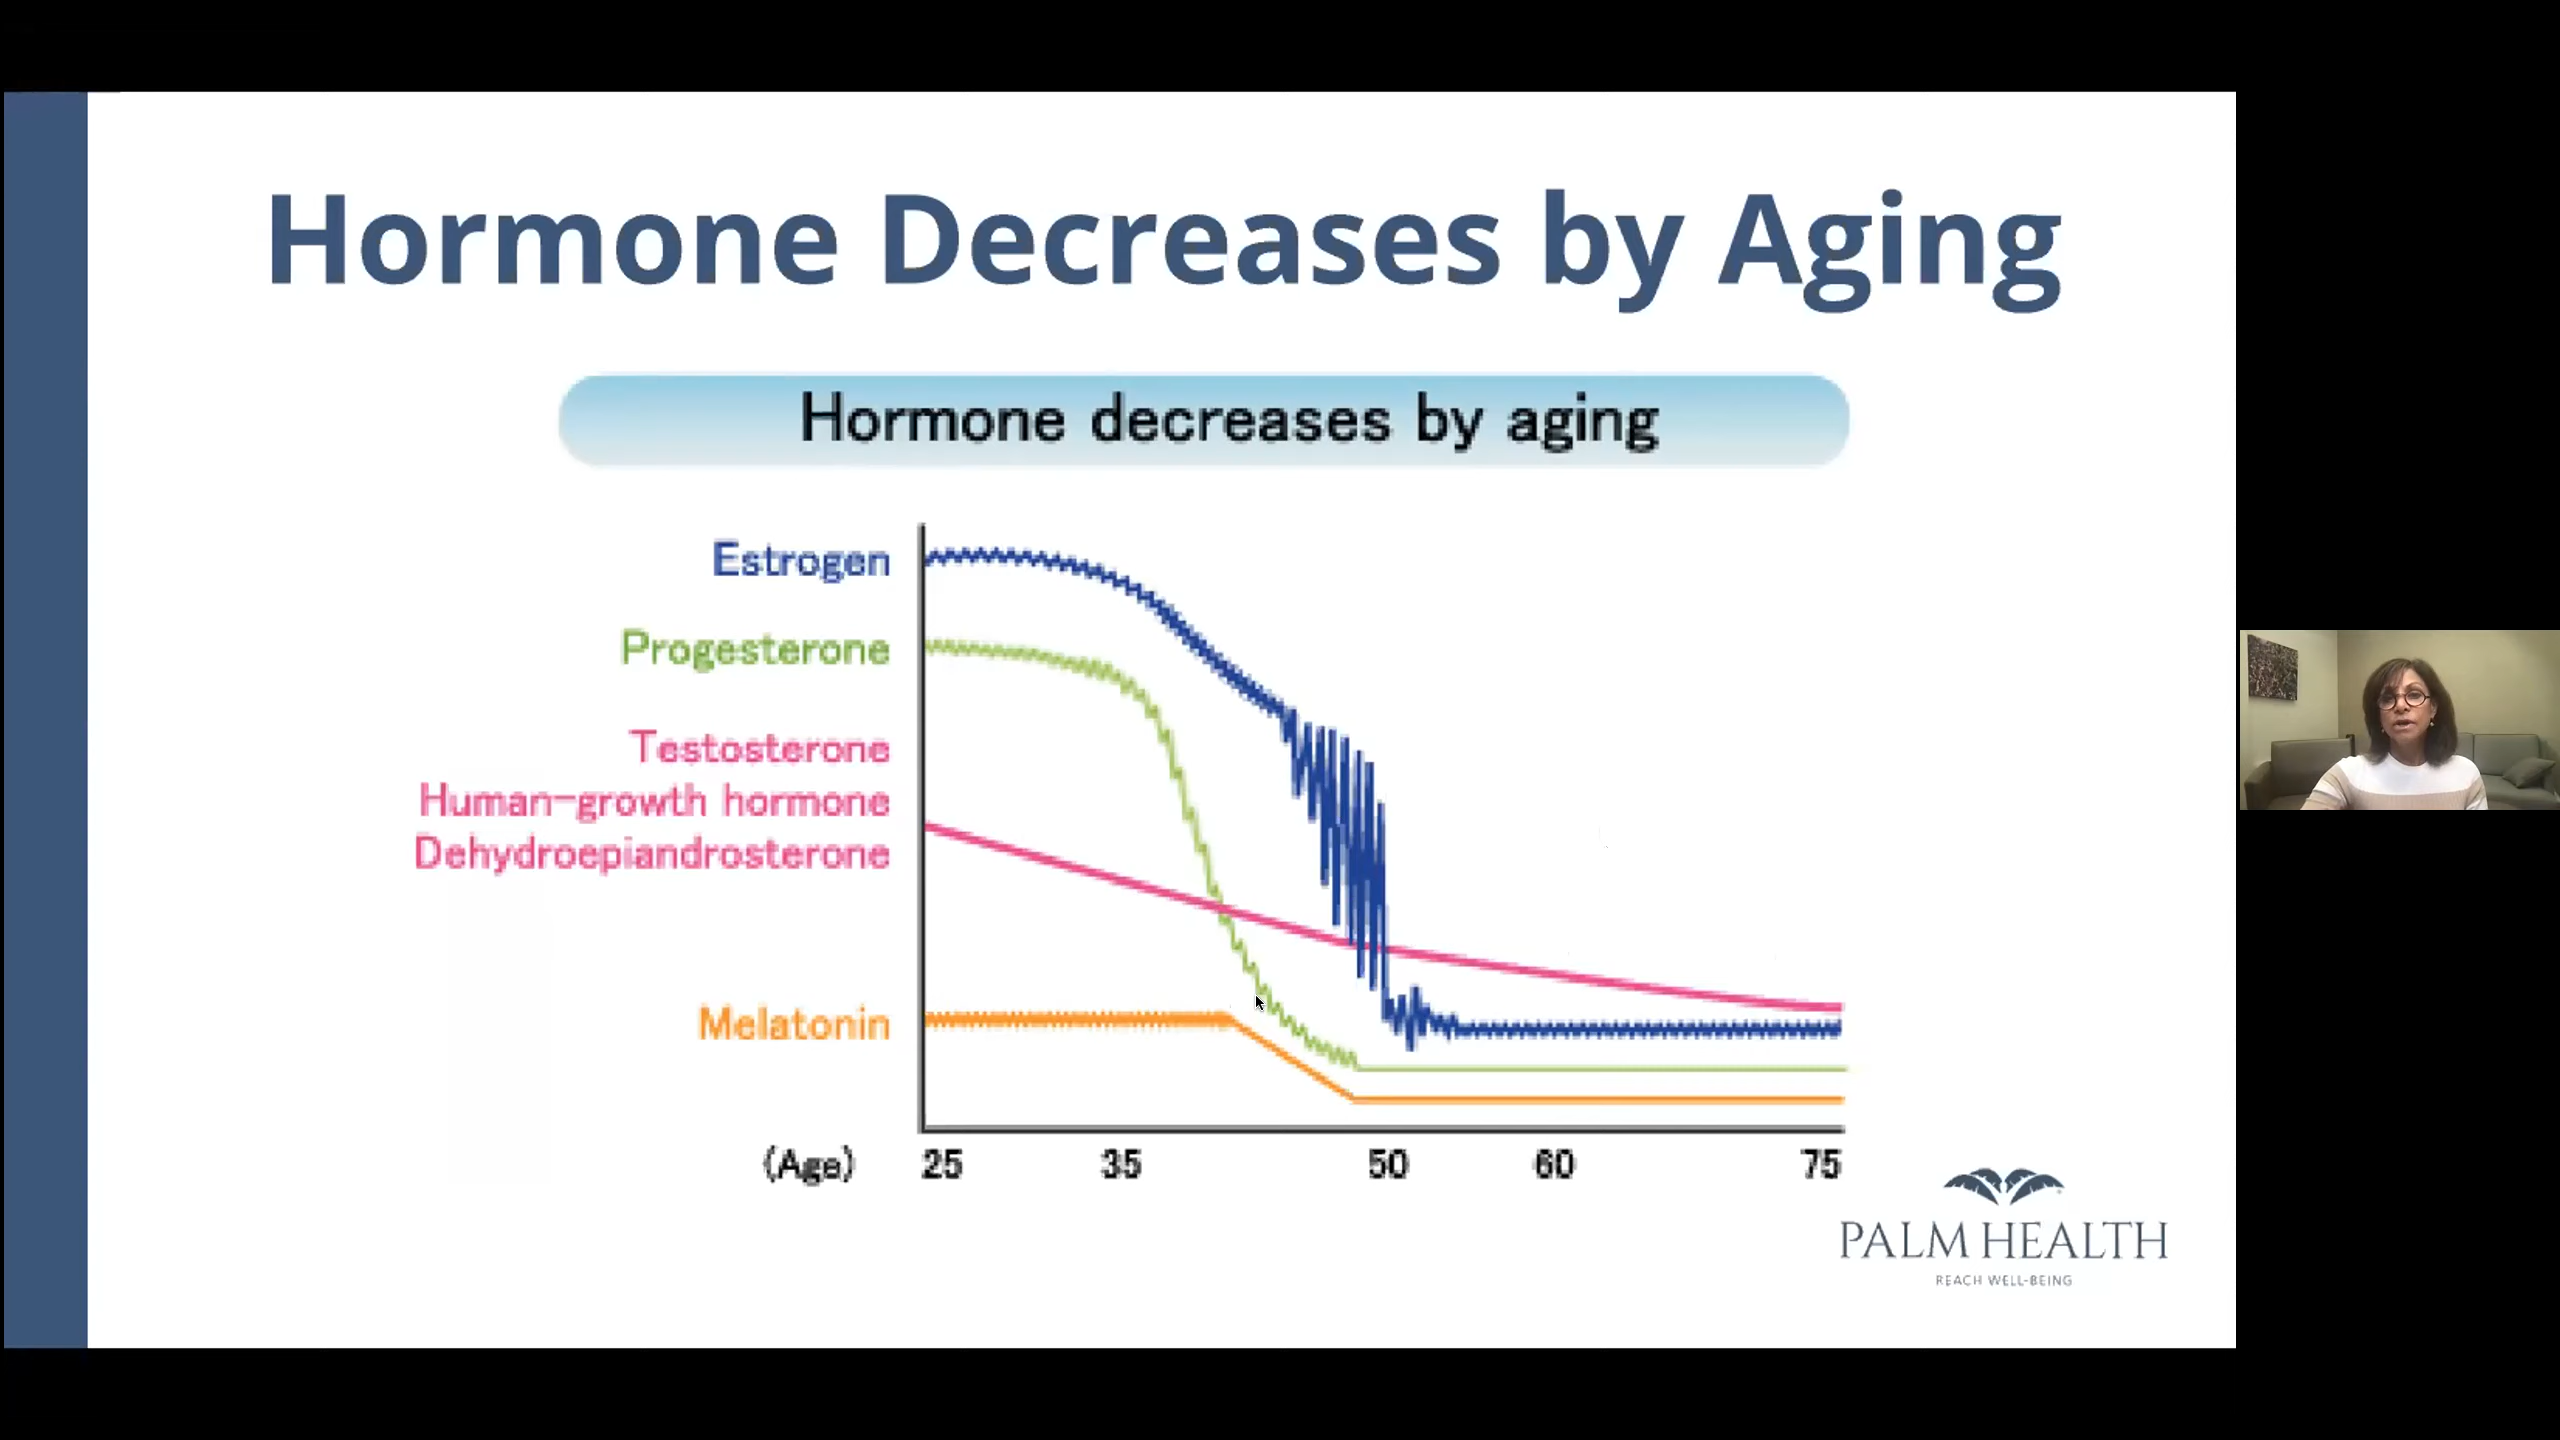 Hormone Decreases by Aging
Hormone decreases by aging
Estrogen
Progesterone
Testosterone
Human-growth hormone
Dehydroepiandrosterone
Melatonin
(Age) 25 35 50 60 75
PALM HEALTH
REACH WELL-BEING